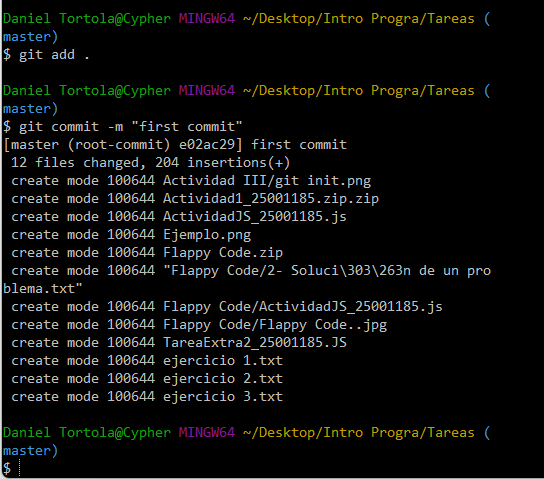 Daniel Tortola@Cypher MINGW64 ~/Desktop/Intro Progra/Tareas (
master)
$ git add .
Daniel Tortola@Cypher MINGW64 ~/Desktop/Intro Progra/Tareas (
master)
$ git commit -m "first commit"
[master (root-commit) e02ac29] first commit
 12 files changed, 204 insertions(+)
 create mode 100644 Actividad III/git init.png
 create mode 100644 Actividad1_25001185.zip.zip
 create mode 100644 ActividadJS_25001185.js
 create mode 100644 Ejemplo.png
 create mode 100644 Flappy Code.zip
 create mode 100644 "Flappy Code/2- Soluci\303\263n de un pro
blema.txt"
 create mode 100644 Flappy Code/ActividadJS_25001185.js
 create mode 100644 Flappy Code/Flappy Code..jpg
 create mode 100644 TareaExtra2_25001185.JS
 create mode 100644 ejercicio 1.txt
 create mode 100644 ejercicio 2.txt
 create mode 100644 ejercicio 3.txt
Daniel Tortola@Cypher MINGW64 ~/Desktop/Intro Progra/Tareas (
master)
$